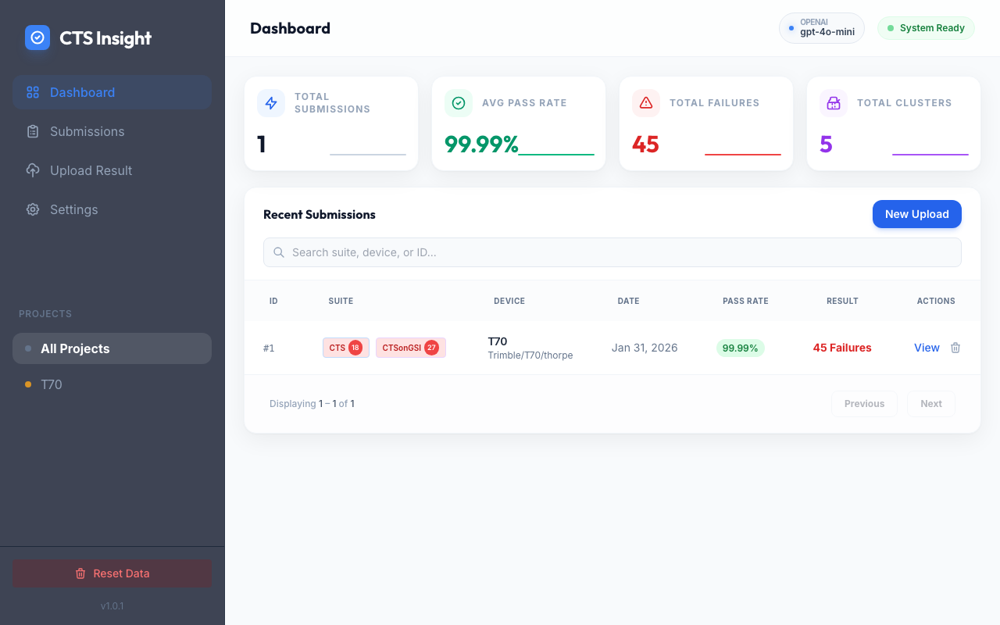 CTS Insight
Dashboard
Submissions
Upload Result
Settings
PROJECTS
All Projects
T70
Reset Data
v1.0.1
Dashboard
OPENAI
gpt-4o-mini
System Ready
TOTAL
SUBMISSIONS
1
AVG PASS RATE
99.99%
TOTAL FAILURES
45
TOTAL CLUSTERS
5
Recent Submissions
New Upload
Search suite, device, or ID...
ID SUITE DEVICE DATE PASS RATE RESULT ACTIONS
#1 CTS 18 CTSonGSI 27 T70 Jan 31, 2026 99.99% 45 Failures View
Trimble/T70/thorpe
Displaying 1 – 1 of 1
Previous Next